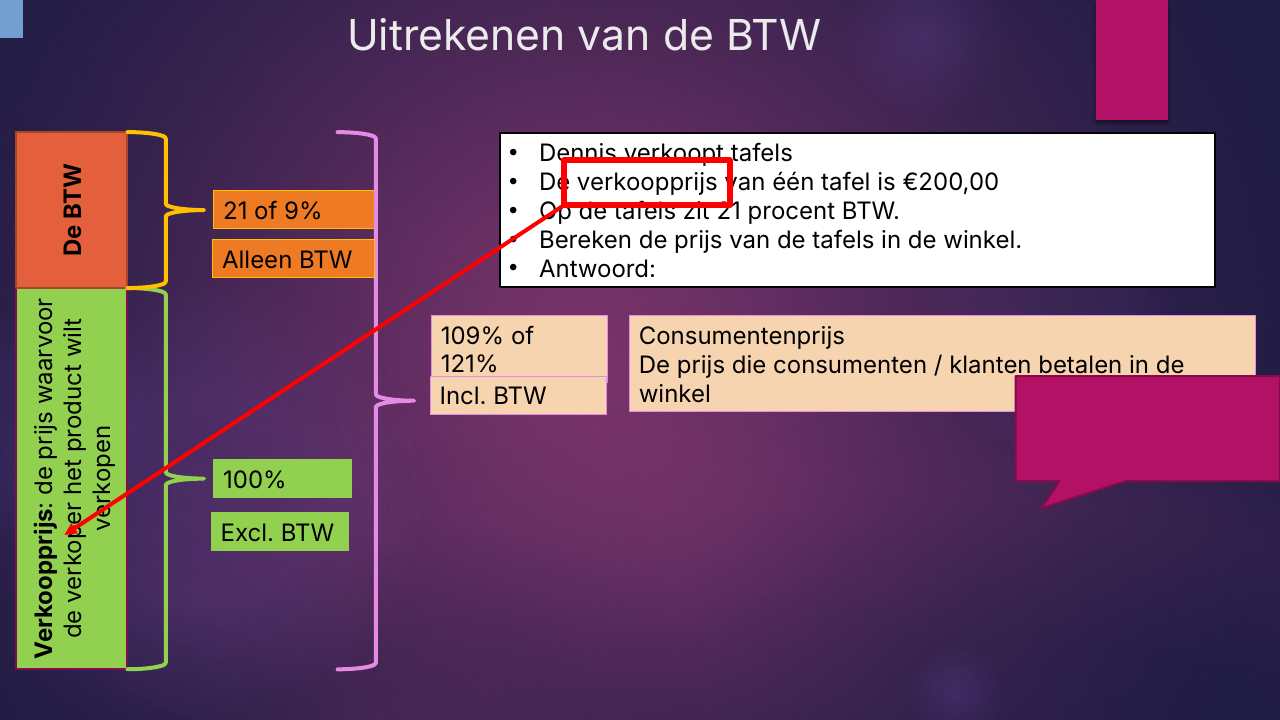 Uitrekenen van de BTW
De BTW
21 of 9%
Alleen BTW
• Dennis verkoopt tafels
• De verkoopprijs van één tafel is €200,00
• Op de tafels zit 21 procent BTW.
• Bereken de prijs van de tafels in de winkel.
• Antwoord:
109% of
121%
Incl. BTW
Consumentenprijs
De prijs die consumenten / klanten betalen in de
winkel
Verkoopprijs: de prijs waarvoor
de verkoper het product wilt
verkopen
100%
Excl. BTW